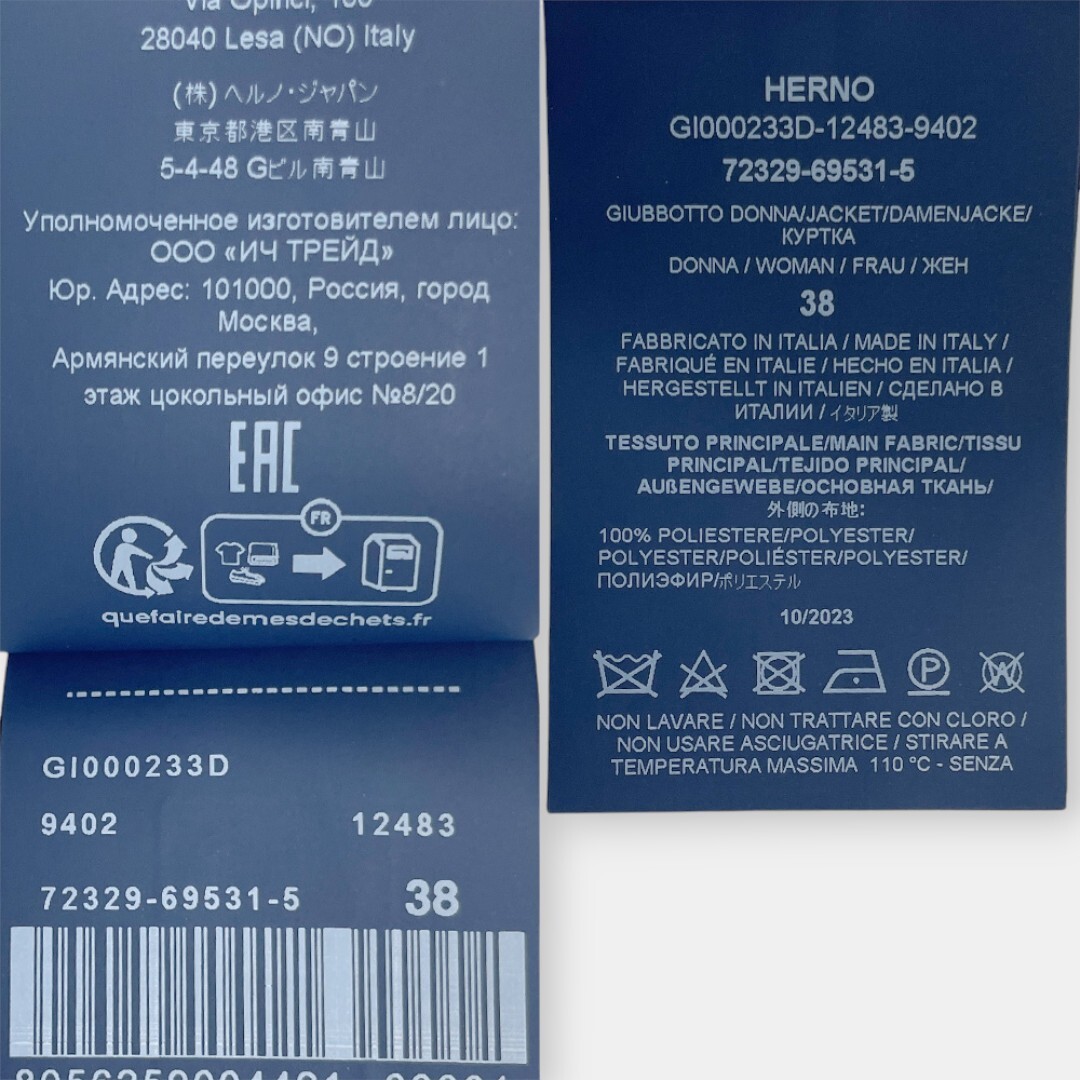 Via Opifici, 100
28040 Lesa (NO) Italy
(株)ヘルノ・ジャパン
東京都港区南青山
5-4-48 Gビル南青山
Уполномоченное изготовителем лицо:
ООО «ИЧ ТРЕЙД»
Юр. Адрес: 101000, Россия, город
Москва,
Армянский переулок 9 строение 1
этаж цокольный офис №8/20
EAC
FR
quefairedemesdechets.fr
GI000233D
9402 12483
72329-69531-5 38
HERNO
GI000233D-12483-9402
72329-69531-5
GIUBBOTTO DONNA/JACKET/DAMENJACKE/
КУРТКА
DONNA / WOMAN / FRAU / ЖЕН
38
FABBRICATO IN ITALIA / MADE IN ITALY /
FABRIQUÉ EN ITALIE / HECHO EN ITALIA /
HERGESTELLT IN ITALIEN / СДЕЛАНО В
ИТАЛИИ / イタリア製
TESSUTO PRINCIPALE/MAIN FABRIC/TISSU
PRINCIPAL/TEJIDO PRINCIPAL/
AUßENGEWEBE/ОСНОВНАЯ ТКАНЬ/
外側の布地:
100% POLIESTERE/POLYESTER/
POLYESTER/POLIÉSTER/POLYESTER/
ПОЛИЭФИР/ポリエステル
10/2023
P
W
NON LAVARE / NON TRATTARE CON CLORO /
NON USARE ASCIUGATRICE / STIRARE A
TEMPERATURA MASSIMA 110 °C - SENZA